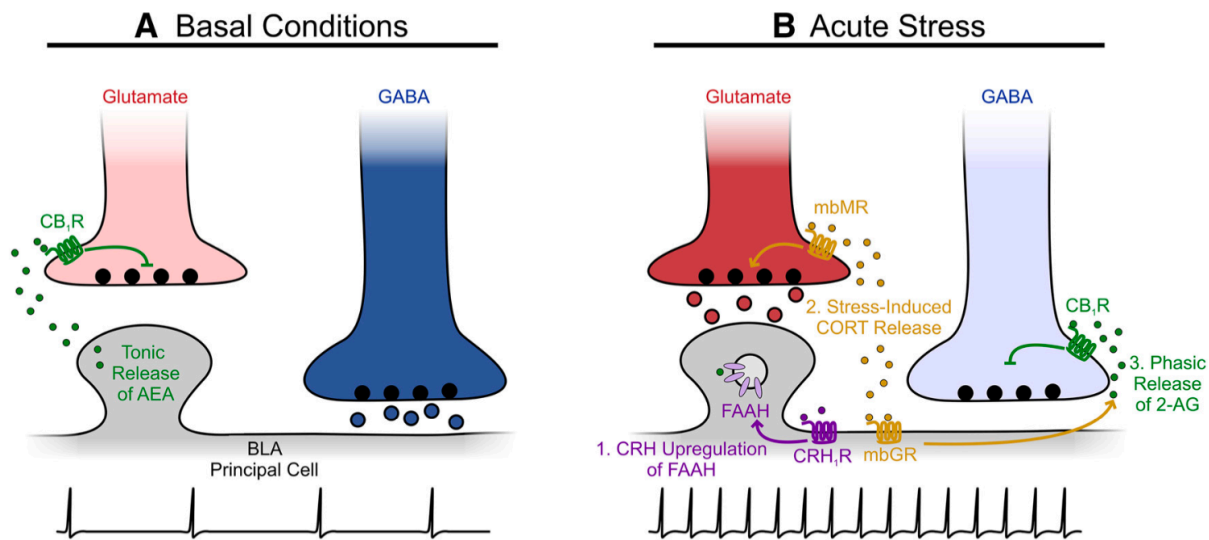 A Basal Conditions
Glutamate
GABA
CB₁R
Tonic
Release
of AEA
BLA
Principal Cell
B Acute Stress
Glutamate
GABA
mbMR
2. Stress-Induced
CORT Release
CB₁R
3. Phasic
Release
of 2-AG
FAAH
1. CRH Upregulation
of FAAH
CRH₁R
mbGR